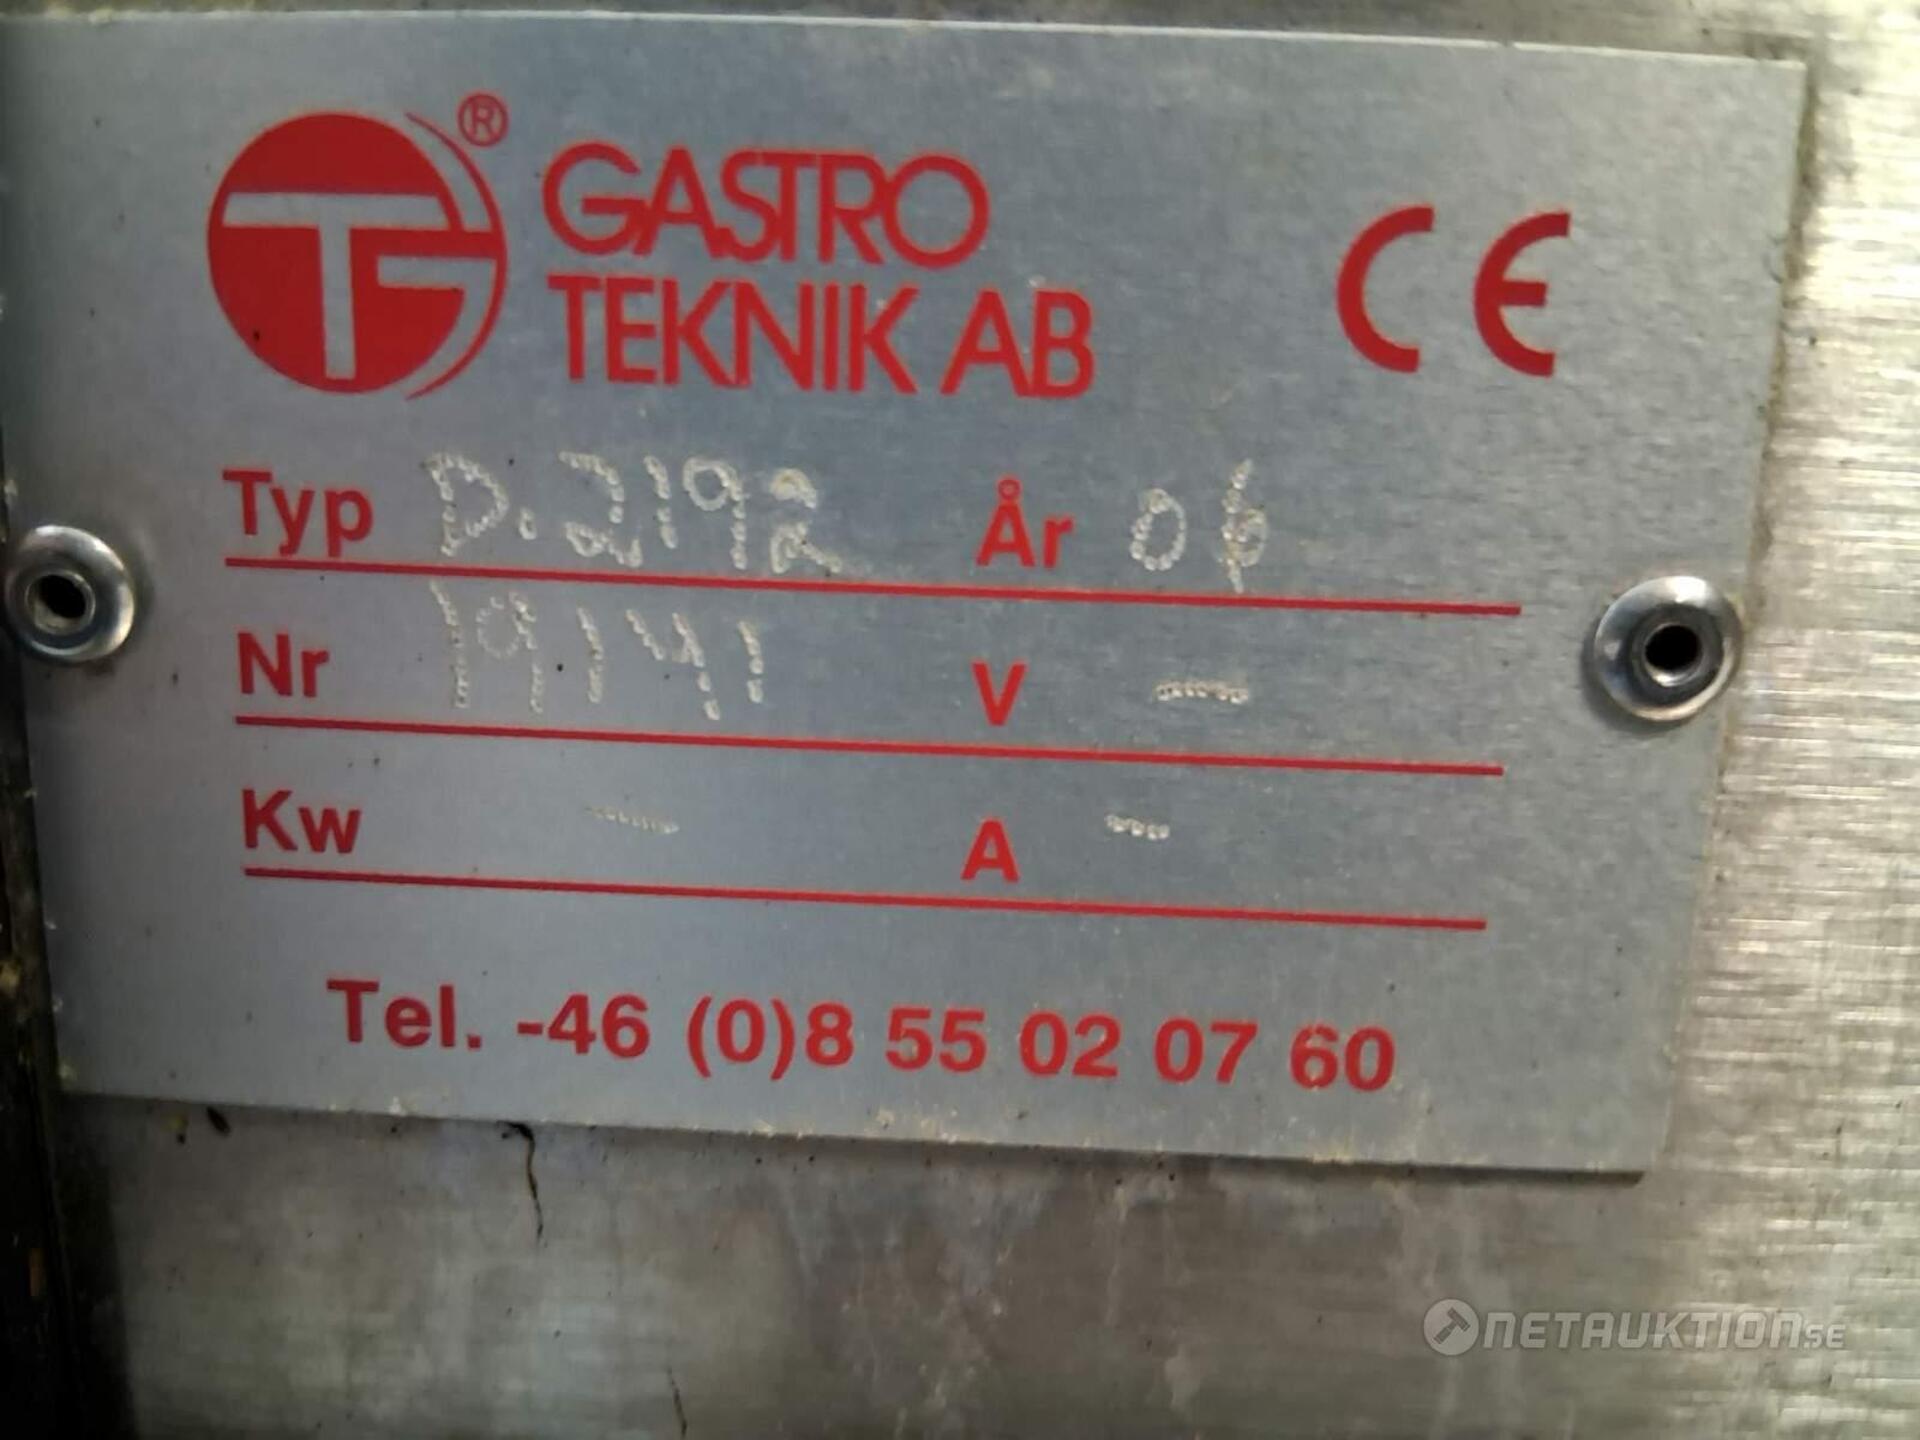 ®
GASTRO
TEKNIK AB
CE
Typ D.2192 År 06
Nr 19141 V -
Kw - A -
Tel. -46 (0)8 55 02 07 60
NETAUKTION.SE